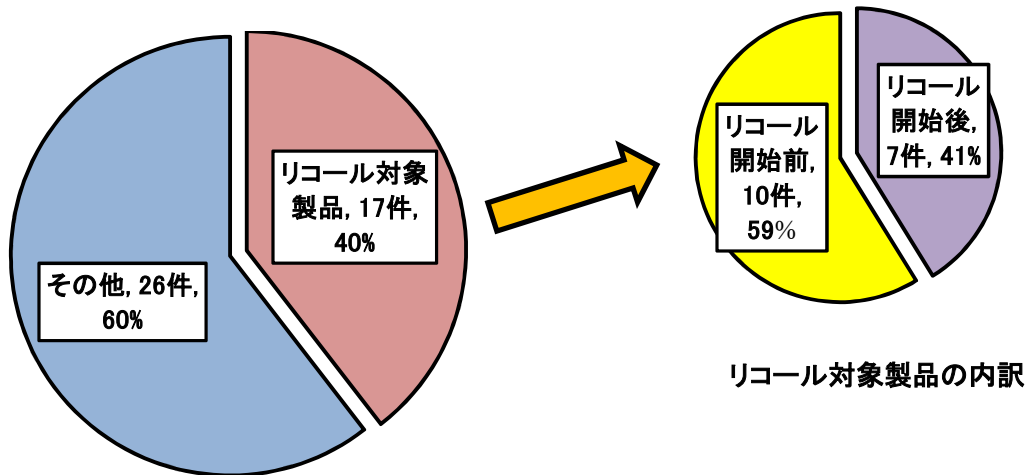 リコール対象
製品, 17件,
40%
その他, 26件,
60%
リコール
開始前,
10件,
59%
リコール
開始後,
7件, 41%
リコール対象製品の内訳